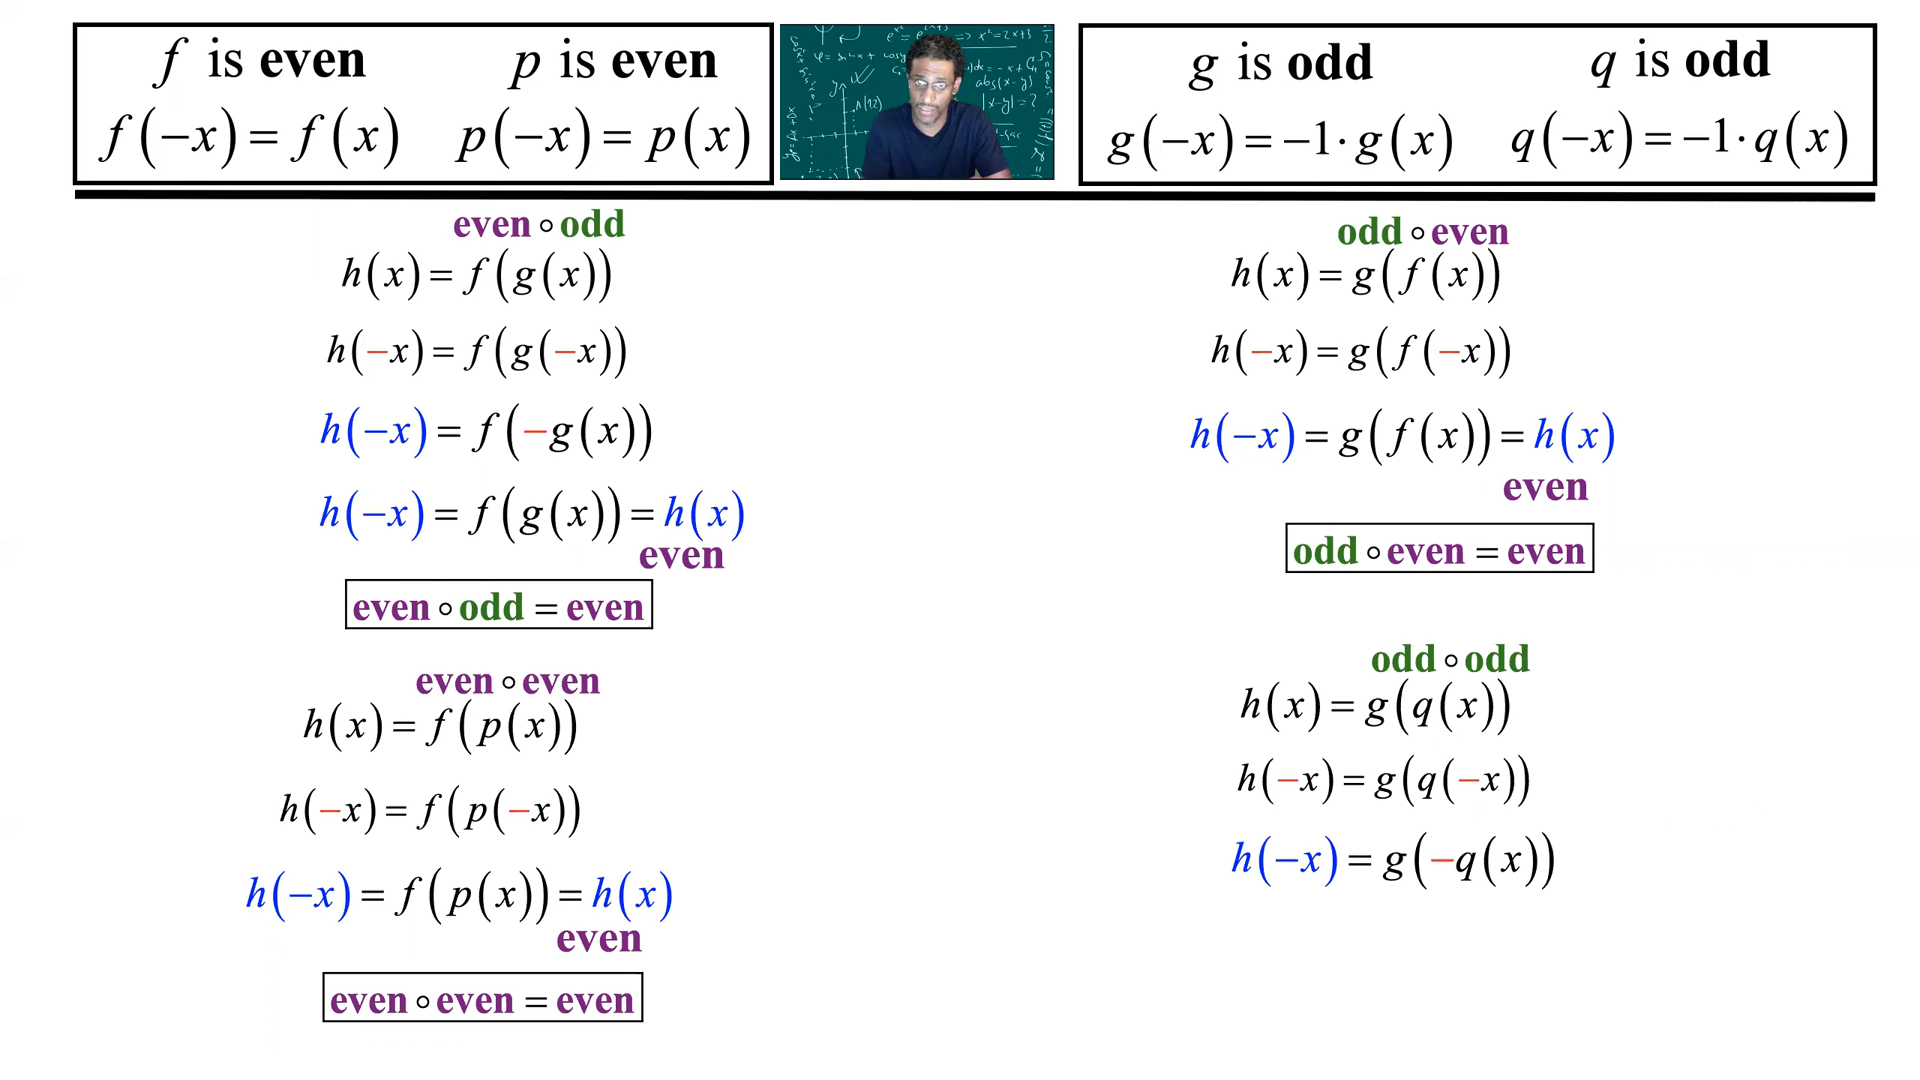 f is even p is even
f(−x) = f(x) p(−x) = p(x)
g is odd q is odd
g(−x) = −1·g(x) q(−x) = −1·q(x)
abs(x−y)
|x−y| = ?
even ∘ odd
h(x) = f(g(x))
h(−x) = f(g(−x))
h(−x) = f(−g(x))
h(−x) = f(g(x)) = h(x)
even
even ∘ odd = even
even ∘ even
h(x) = f(p(x))
h(−x) = f(p(−x))
h(−x) = f(p(x)) = h(x)
even
even ∘ even = even
odd ∘ even
h(x) = g(f(x))
h(−x) = g(f(−x))
h(−x) = g(f(x)) = h(x)
even
odd ∘ even = even
odd ∘ odd
h(x) = g(q(x))
h(−x) = g(q(−x))
h(−x) = g(−q(x))